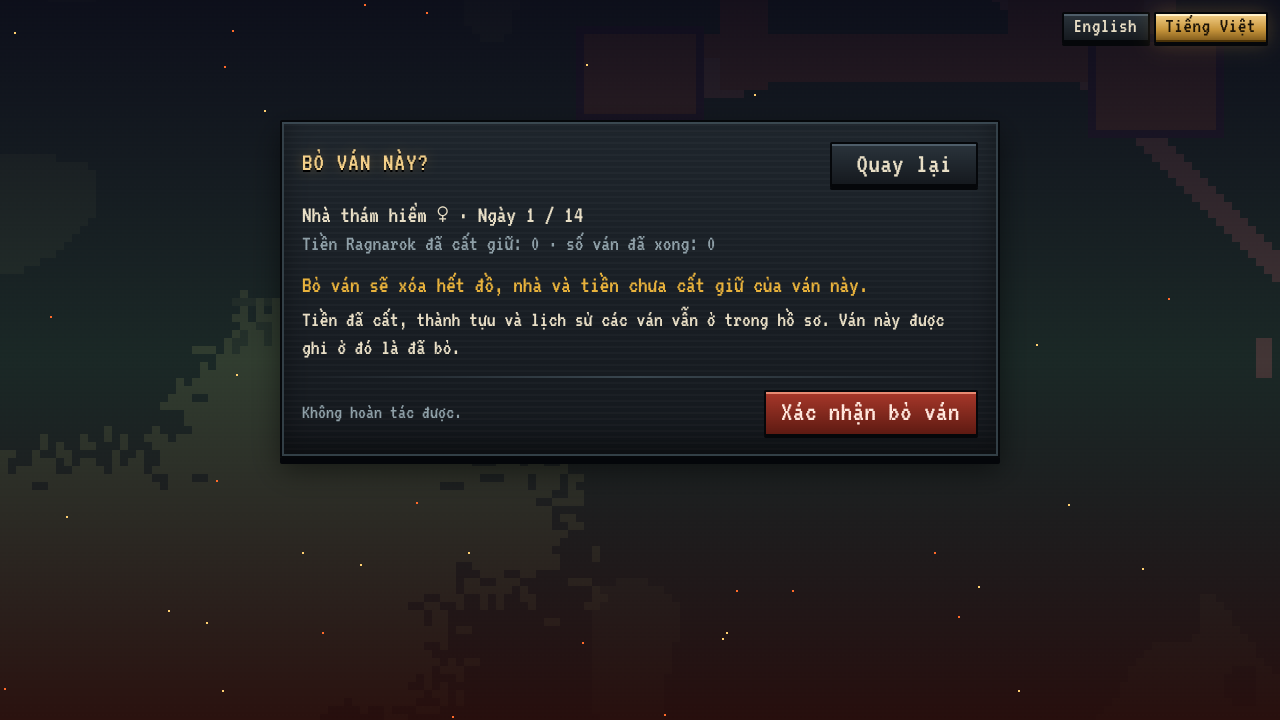 English
Tiếng Việt
BỎ VÁN NÀY?
Quay lại
Nhà thám hiểm ♀ · Ngày 1 / 14
Tiền Ragnarok đã cất giữ: 0 · số ván đã xong: 0
Bỏ ván sẽ xóa hết đồ, nhà và tiền chưa cất giữ của ván này.
Tiền đã cất, thành tựu và lịch sử các ván vẫn ở trong hồ sơ. Ván này được
ghi ở đó là đã bỏ.
Không hoàn tác được.
Xác nhận bỏ ván